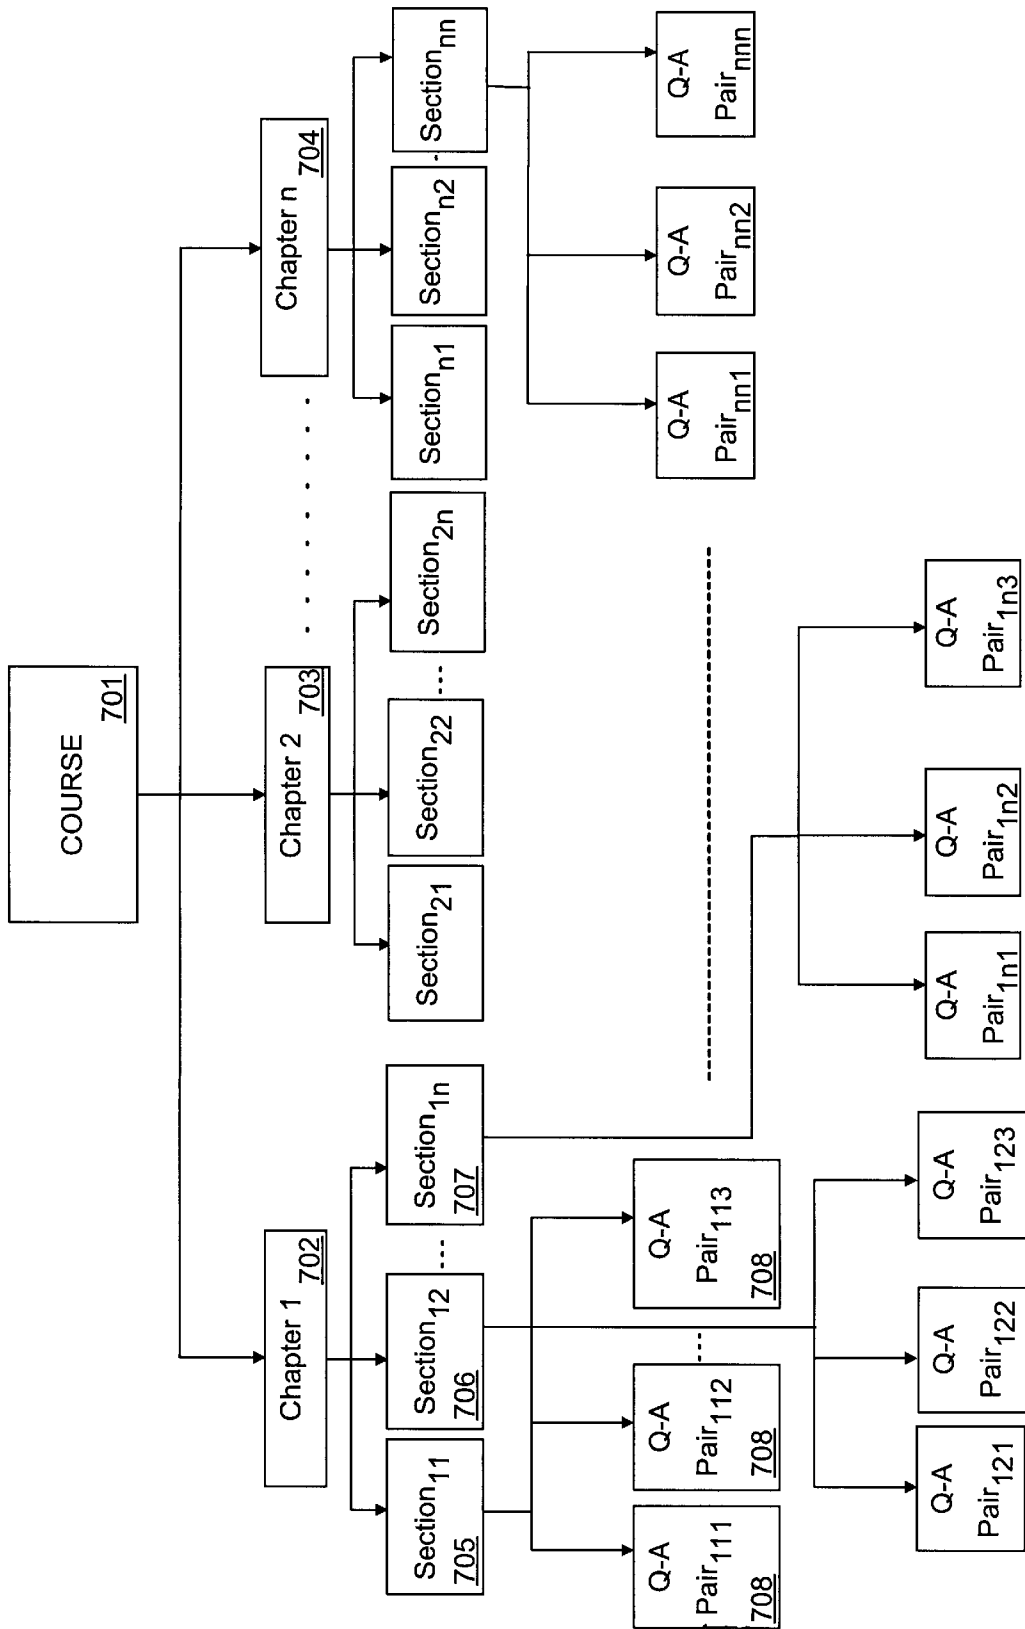 COURSE
701
Chapter 1
702
Chapter 2
703
. . . . . . . . .
Chapter n
704
Section11
705
Section12
706
....
Section1n
707
Section21
Section22
....
Section2n
Sectionn1
Sectionn2
Sectionnn
Q-A
Pair111
708
Q-A
Pair112
708
....
Q-A
Pair113
708
Q-A
Pairnn1
Q-A
Pairnn2
Q-A
Pairnnn
Q-A
Pair121
Q-A
Pair122
Q-A
Pair123
Q-A
Pair1n1
Q-A
Pair1n2
Q-A
Pair1n3